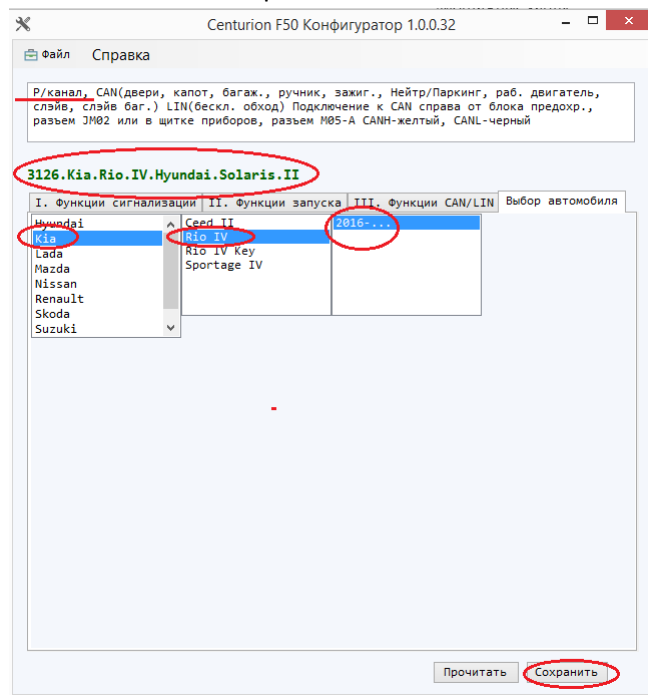 Centurion F50 Конфигуратор 1.0.0.32
Файл Справка
Р/канал, CAN(двери, капот, багаж., ручник, зажиг., Нейтр/Паркинг, раб. двигатель,
слэйв, слэйв баг.) LIN(бескл. обход) Подключение к CAN справа от блока предохр.,
разъем JM02 или в щитке приборов, разъем M05-A CANH-желтый, CANL-
черный
3126.Kia.Rio.IV.Hyundai.Solaris.II
I. Функции сигнализации II. Функции запуска III. Функции CAN/LIN Выбор автомобиля
Hyundai
Kia
Lada
Mazda
Nissan
Renault
Skoda
Suzuki
Ceed II
Rio IV
Rio IV Key
Sportage IV
2016-...
Прочитать Сохранить